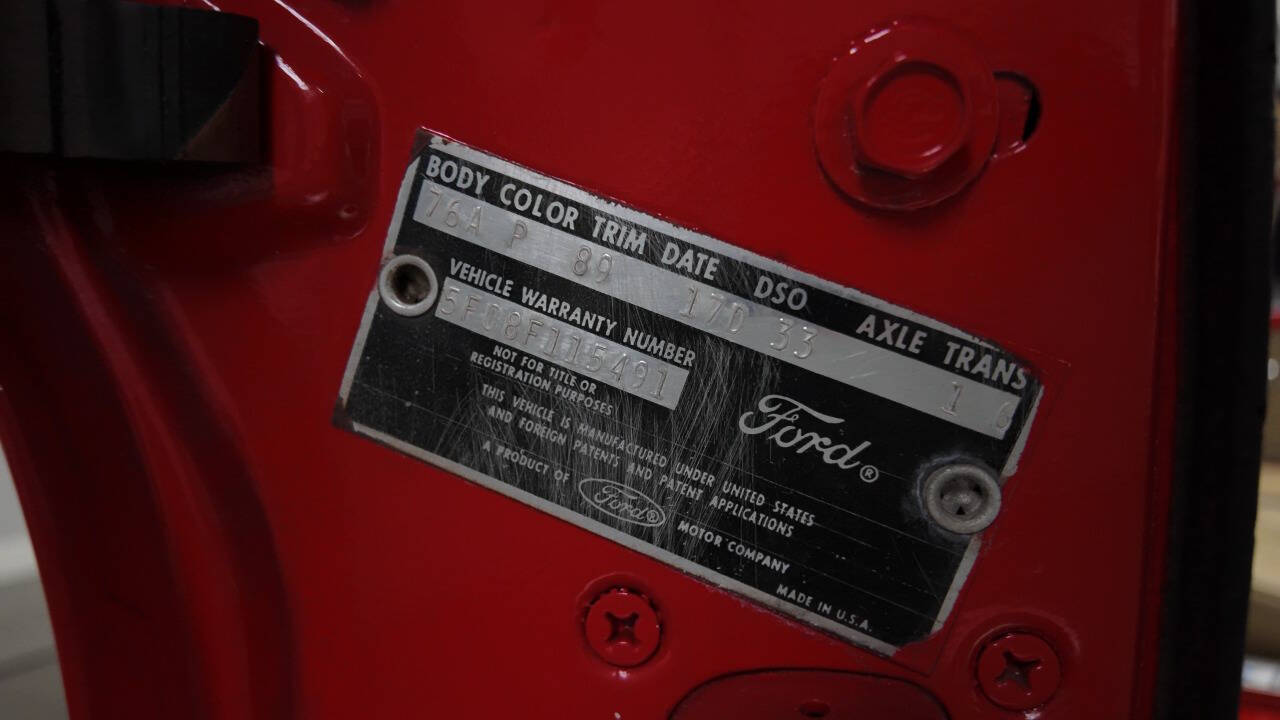 BODY COLOR TRIM DATE DSO AXLE TRANS
76A P 89 17D 33 1 6
VEHICLE WARRANTY NUMBER
5F08F115491
NOT FOR TITLE OR
REGISTRATION PURPOSES
THIS VEHICLE IS MANUFACTURED UNDER UNITED STATES
AND FOREIGN PATENTS AND PATENT APPLICATIONS
Ford®
A PRODUCT OF Ford® MOTOR COMPANY
MADE IN U.S.A.